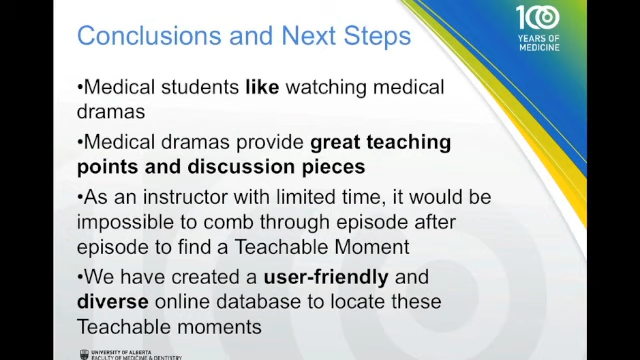 100
YEARS OF
MEDICINE
Conclusions and Next Steps
•Medical students like watching medical
dramas
•Medical dramas provide great teaching
points and discussion pieces
•As an instructor with limited time, it would be
impossible to comb through episode after
episode to find a Teachable Moment
•We have created a user-friendly and
diverse online database to locate these
Teachable moments
UNIVERSITY OF ALBERTA
FACULTY OF MEDICINE & DENTISTRY